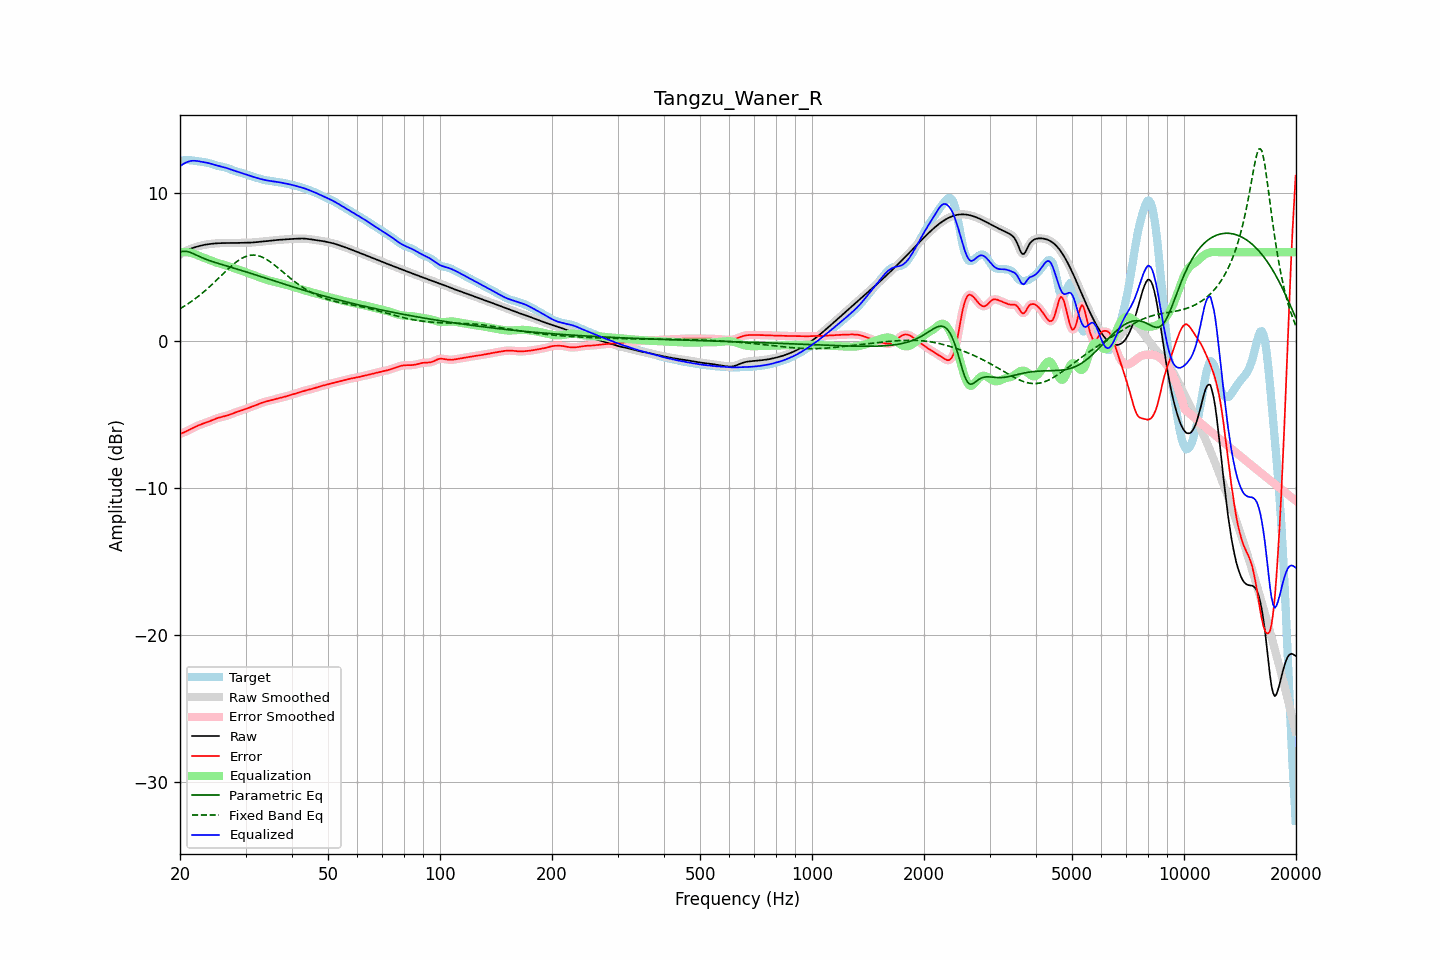 Tangzu_Waner_R
Amplitude (dBr)
10
0
−10
−20
−30
Target
Raw Smoothed
Error Smoothed
Raw
Error
Equalization
Parametric Eq
Fixed Band Eq
Equalized
20 50 100 200 500 1000 2000 5000 10000 20000
Frequency (Hz)